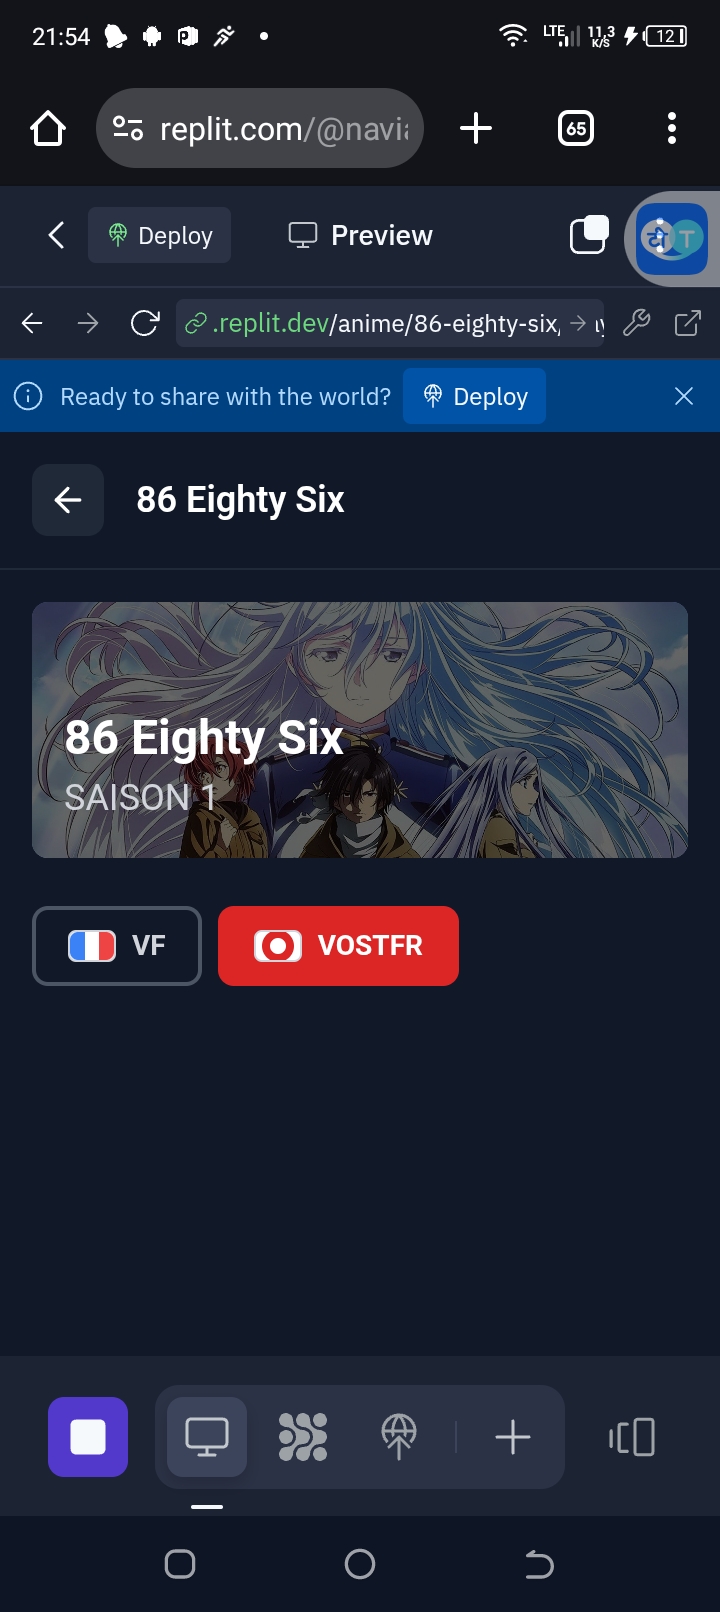 21:54
LTE 11,3 K/S 12
replit.com/@navi
65
Deploy
Preview
टी T
.replit.dev/anime/86-eighty-six/
Ready to share with the world? Deploy
86 Eighty Six
86 Eighty Six
SAISON 1
VF VOSTFR